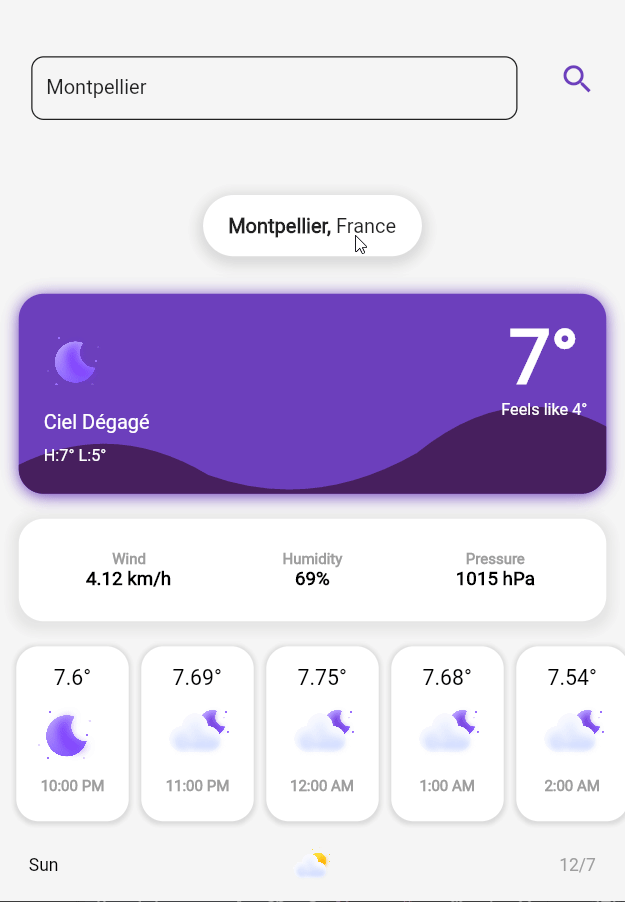 Montpellier
Montpellier, France
7°
Feels like 4°
Ciel Dégagé
H:7° L:5°
Wind Humidity Pressure
4.12 km/h 69% 1015 hPa
7.6° 7.69° 7.75° 7.68° 7.54°
10:00 PM 11:00 PM 12:00 AM 1:00 AM 2:00 AM
Sun 12/7